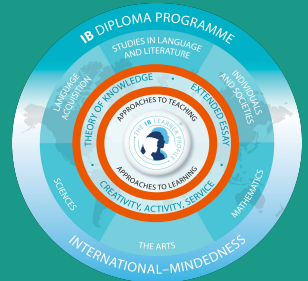 IB DIPLOMA PROGRAMME
STUDIES IN LANGUAGE
AND LITERATURE
LANGUAGE
ACQUISITION
INDIVIDUALS
AND SOCIETIES
THEORY OF KNOWLEDGE • EXTENDED ESSAY •
APPROACHES TO TEACHING
THE IB LEARNER PROFILE
APPROACHES TO LEARNING
CREATIVITY, ACTIVITY, SERVICE •
SCIENCES
MATHEMATICS
THE ARTS
INTERNATIONAL-MINDEDNESS